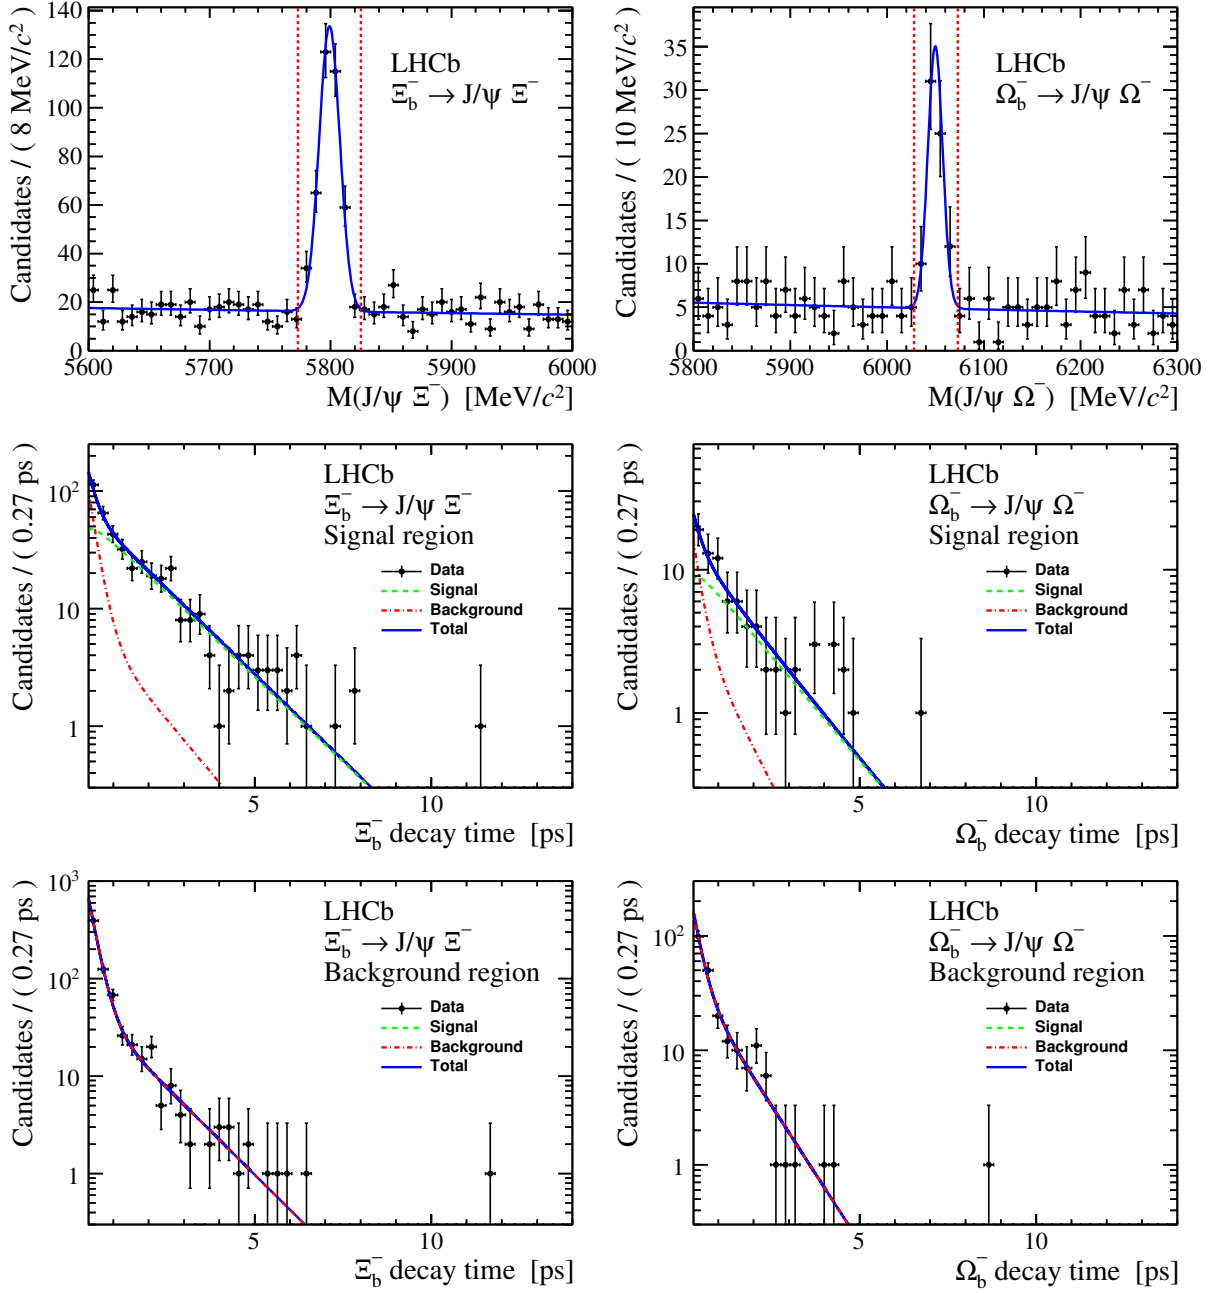 Candidates / ( 8 MeV/c²)
140
120
100
80
60
40
20
0
LHCb
Ξb⁻ → J/ψ Ξ⁻
5600 5700 5800 5900 6000
M(J/ψ Ξ⁻) [MeV/c²]
Candidates / ( 10 MeV/c²)
35
30
25
20
15
10
5
0
LHCb
Ωb⁻ → J/ψ Ω⁻
5800 5900 6000 6100 6200 6300
M(J/ψ Ω⁻) [MeV/c²]
Candidates / ( 0.27 ps)
10²
10
1
LHCb
Ξb⁻ → J/ψ Ξ⁻
Signal region
Data
Signal
Background
Total
5 10
Ξb⁻ decay time [ps]
Candidates / ( 0.27 ps)
10
1
LHCb
Ωb⁻ → J/ψ Ω⁻
Signal region
Data
Signal
Background
Total
5 10
Ωb⁻ decay time [ps]
Candidates / ( 0.27 ps)
10³
10²
10
1
LHCb
Ξb⁻ → J/ψ Ξ⁻
Background region
Data
Signal
Background
Total
5 10
Ξb⁻ decay time [ps]
Candidates / ( 0.27 ps)
10²
10
1
LHCb
Ωb⁻ → J/ψ Ω⁻
Background region
Data
Signal
Background
Total
5 10
Ωb⁻ decay time [ps]